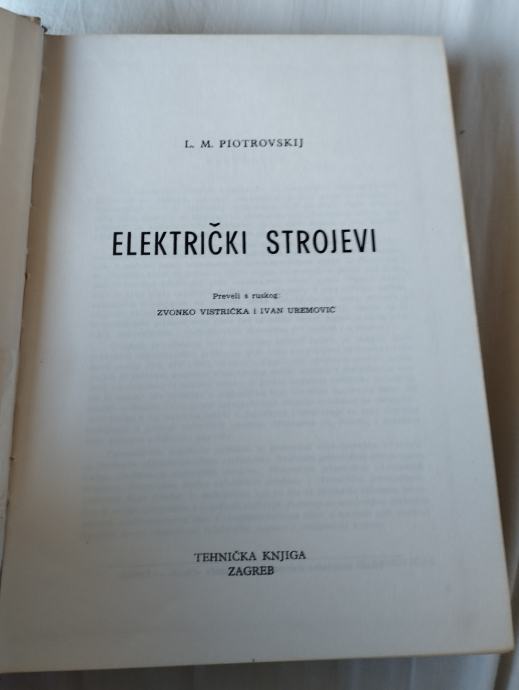 L. M. PIOTROVSKIJ
ELEKTRIČKI STROJEVI
Preveli s ruskog:
ZVONKO VISTRIČKA i IVAN UREMOVIĆ
TEHNIČKA KNJIGA
ZAGREB